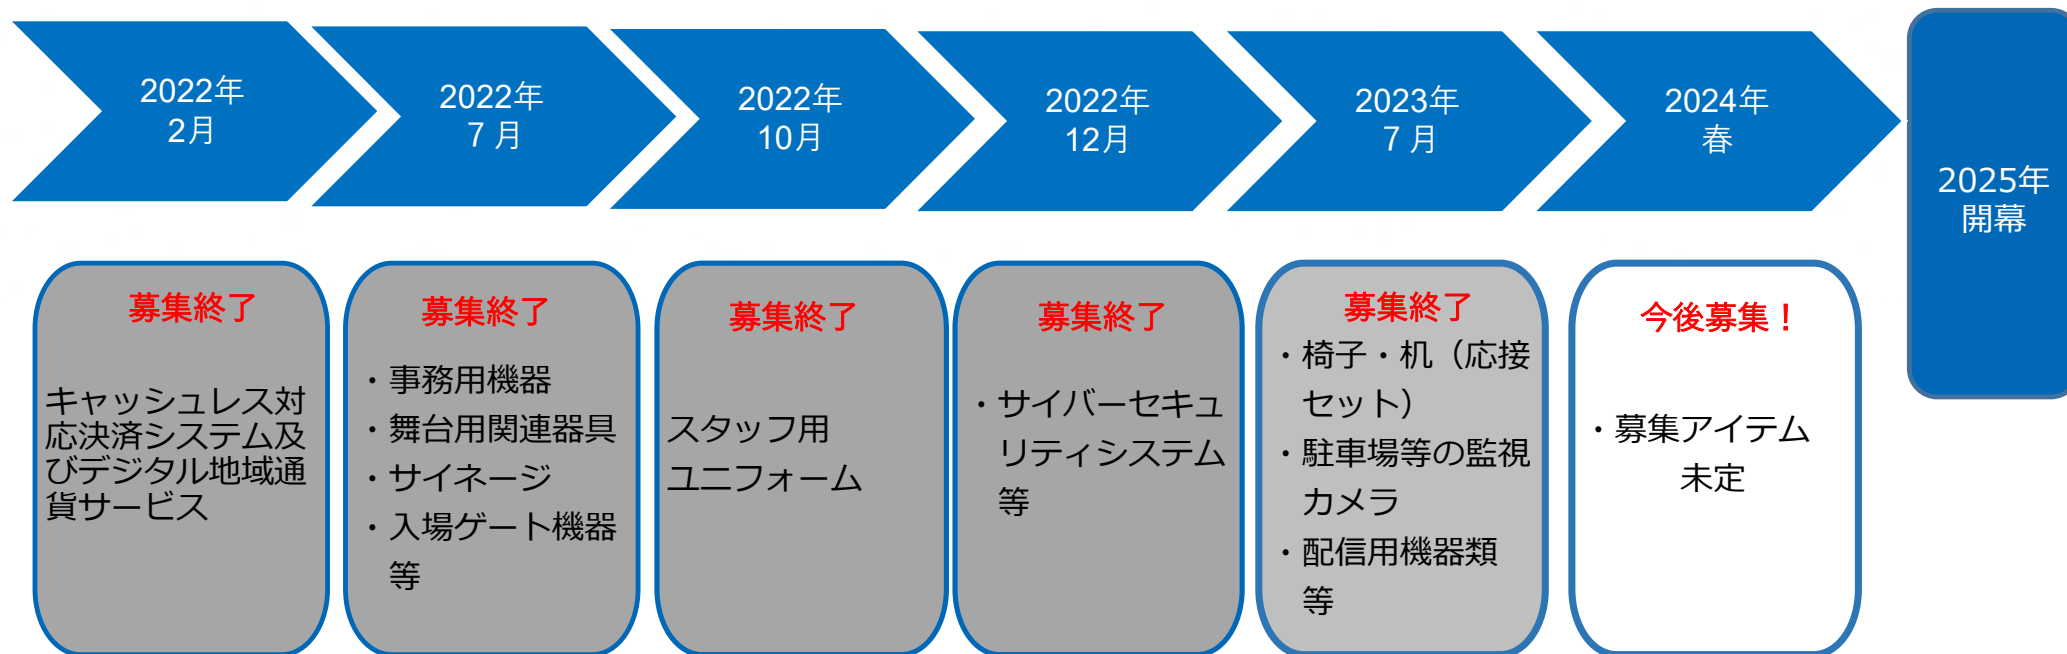 2022年
2月
2022年
７月
2022年
10月
2022年
12月
2023年
７月
2024年
春
2025年
開幕
募集終了
キャッシュレス対
応決済システム及
びデジタル地域通
貨サービス
募集終了
・事務用機器
・舞台用関連器具
・サイネージ
・入場ゲート機器
等
募集終了
スタッフ用
ユニフォーム
募集終了
・サイバーセキュ
リティシステム
等
募集終了
・椅子・机（応接
セット）
・駐車場等の監視
カメラ
・配信用機器類
等
今後募集！
・募集アイテム
未定